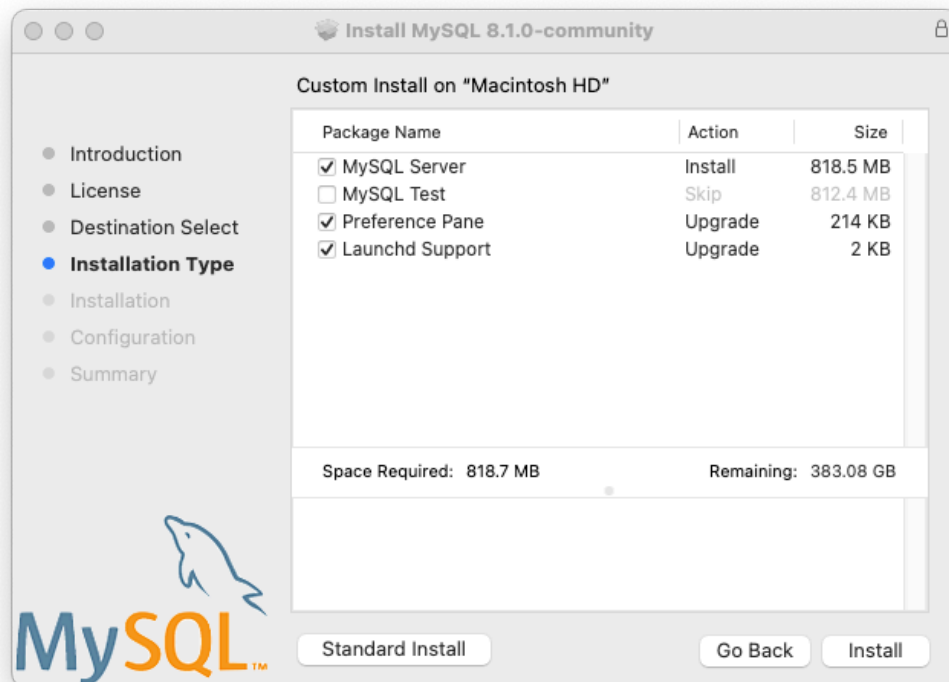 Install MySQL 8.1.0-community
Custom Install on “Macintosh HD”
Introduction
License
Destination Select
Installation Type
Installation
Configuration
Summary
Package Name Action Size
MySQL Server Install 818.5 MB
MySQL Test Skip 812.4 MB
Preference Pane Upgrade 214 KB
Launchd Support Upgrade 2 KB
Space Required: 818.7 MB Remaining: 383.08 GB
MySQL™
Standard Install Go Back Install